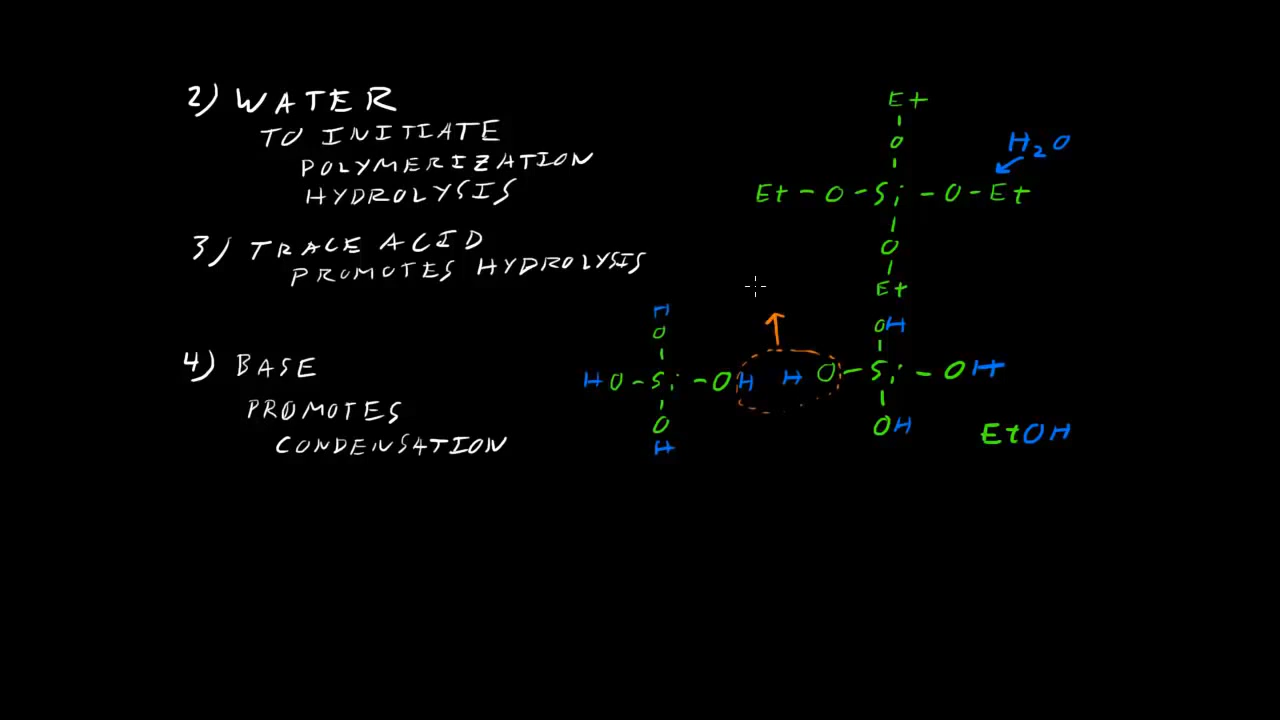 2) WATER
TO INITIATE
POLYMERIZATION
HYDROLYSIS
3) TRACE ACID
PROMOTES HYDROLYSIS
4) BASE
PROMOTES
CONDENSATION
Et
O
H2O
Et-O-Si-O-Et
O
Et
H
O
HO-Si-OH
O
H
OH
HO-Si-OH
OH
EtOH